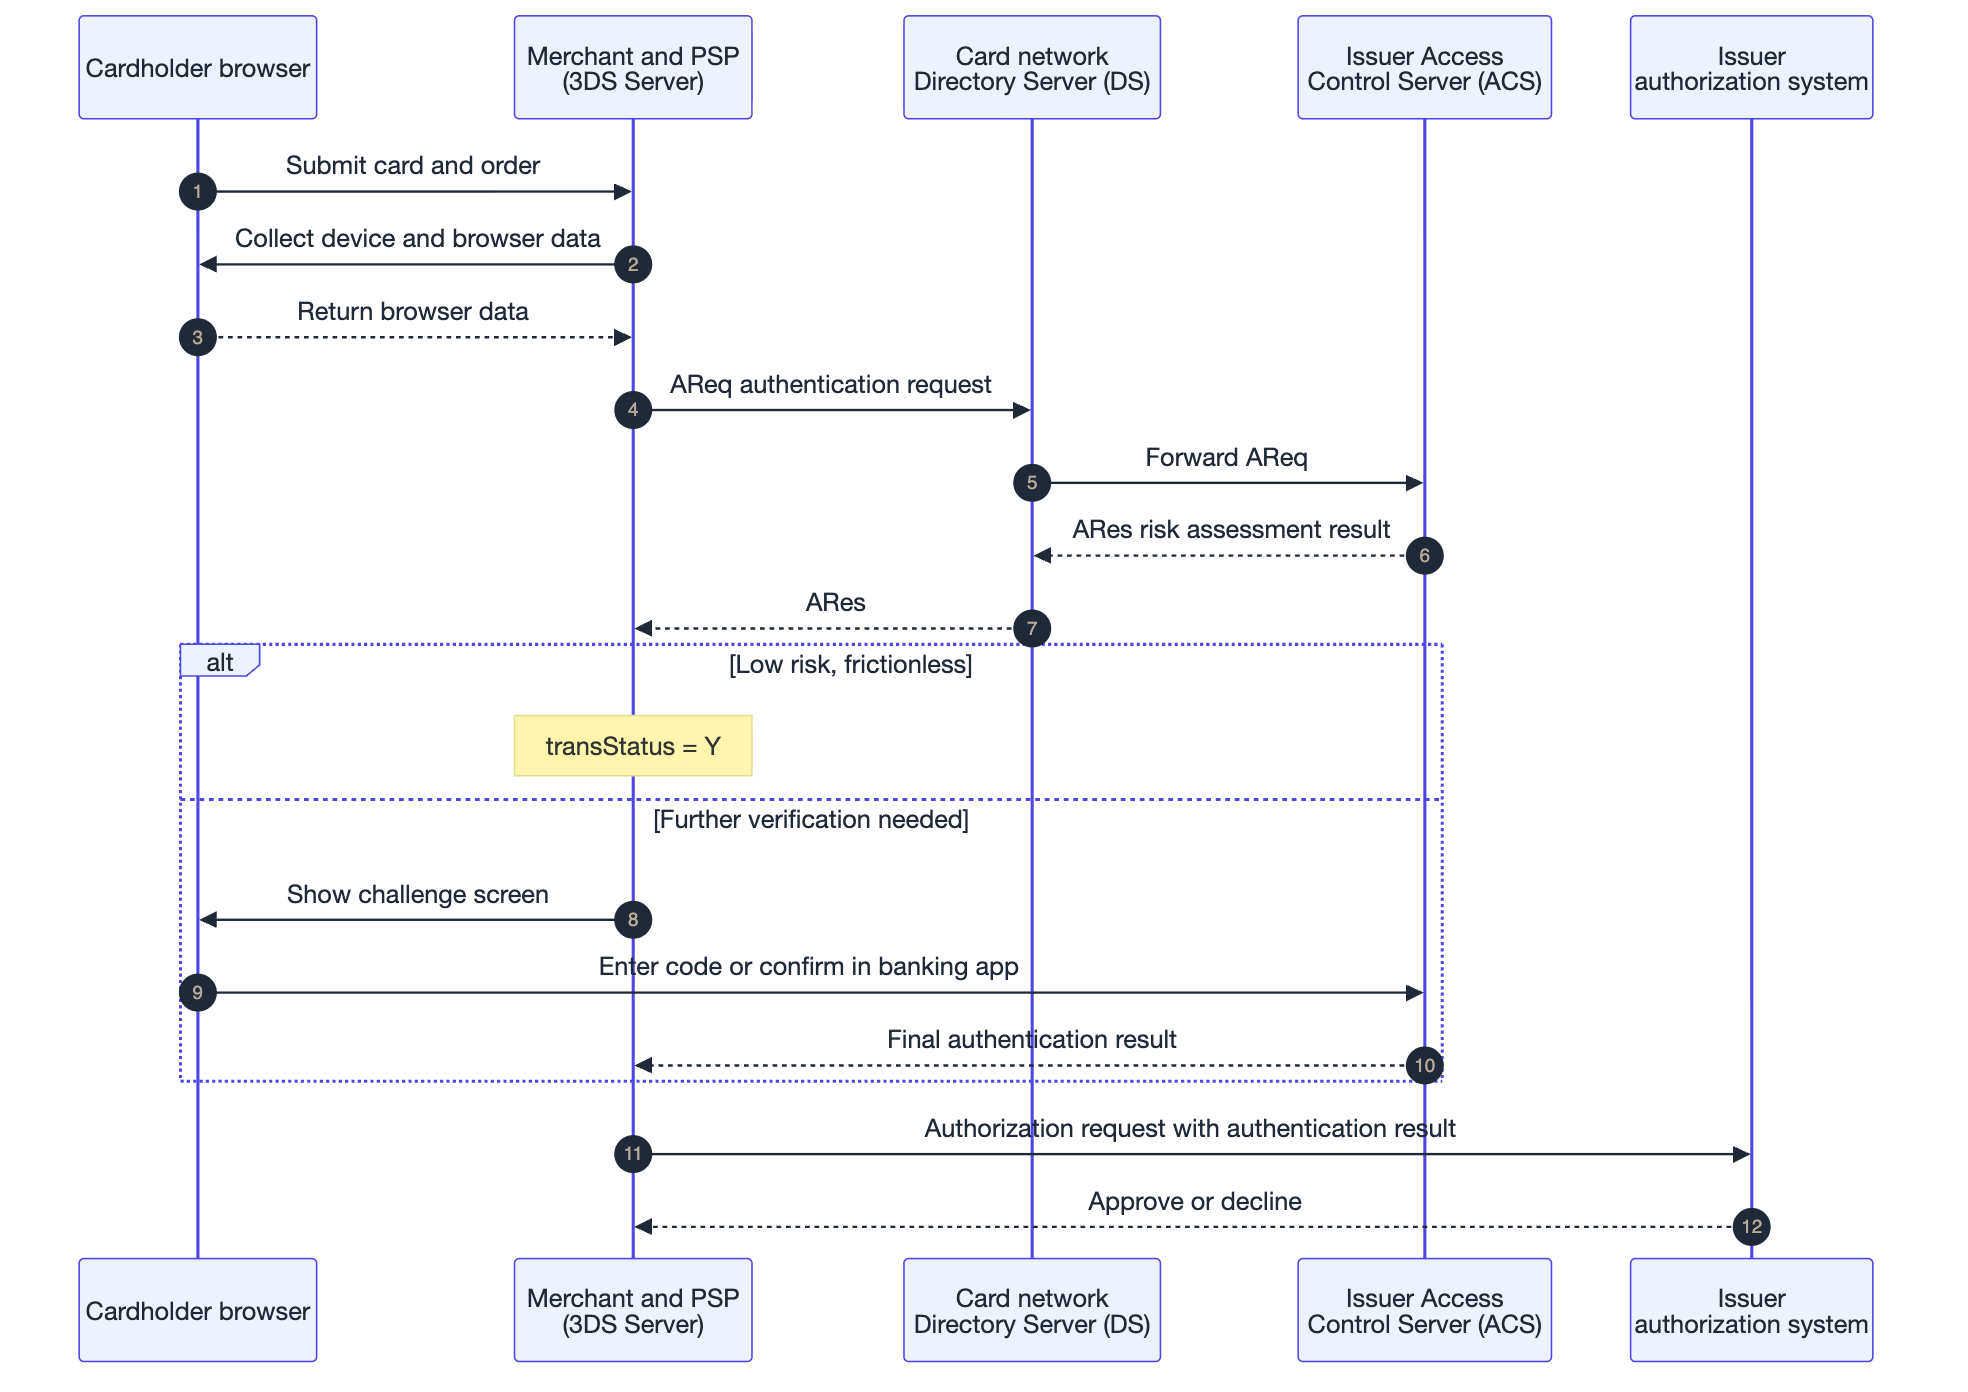 Cardholder browser
Merchant and PSP
(3DS Server)
Card network
Directory Server (DS)
Issuer Access
Control Server (ACS)
Issuer
authorization system
Submit card and order
1
Collect device and browser data
2
Return browser data
3
AReq authentication request
4
Forward AReq
5
ARes risk assessment result
6
ARes
7
alt
[Low risk, frictionless]
transStatus = Y
[Further verification needed]
Show challenge screen
8
Enter code or confirm in banking app
9
Final authentication result
10
Authorization request with authentication result
11
Approve or decline
12
Cardholder browser
Merchant and PSP
(3DS Server)
Card network
Directory Server (DS)
Issuer Access
Control Server (ACS)
Issuer
authorization system